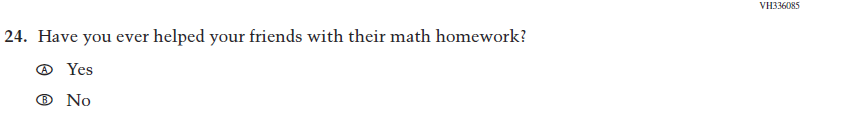 VH336085
24. Have you ever helped your friends with their math homework?
A Yes
B No